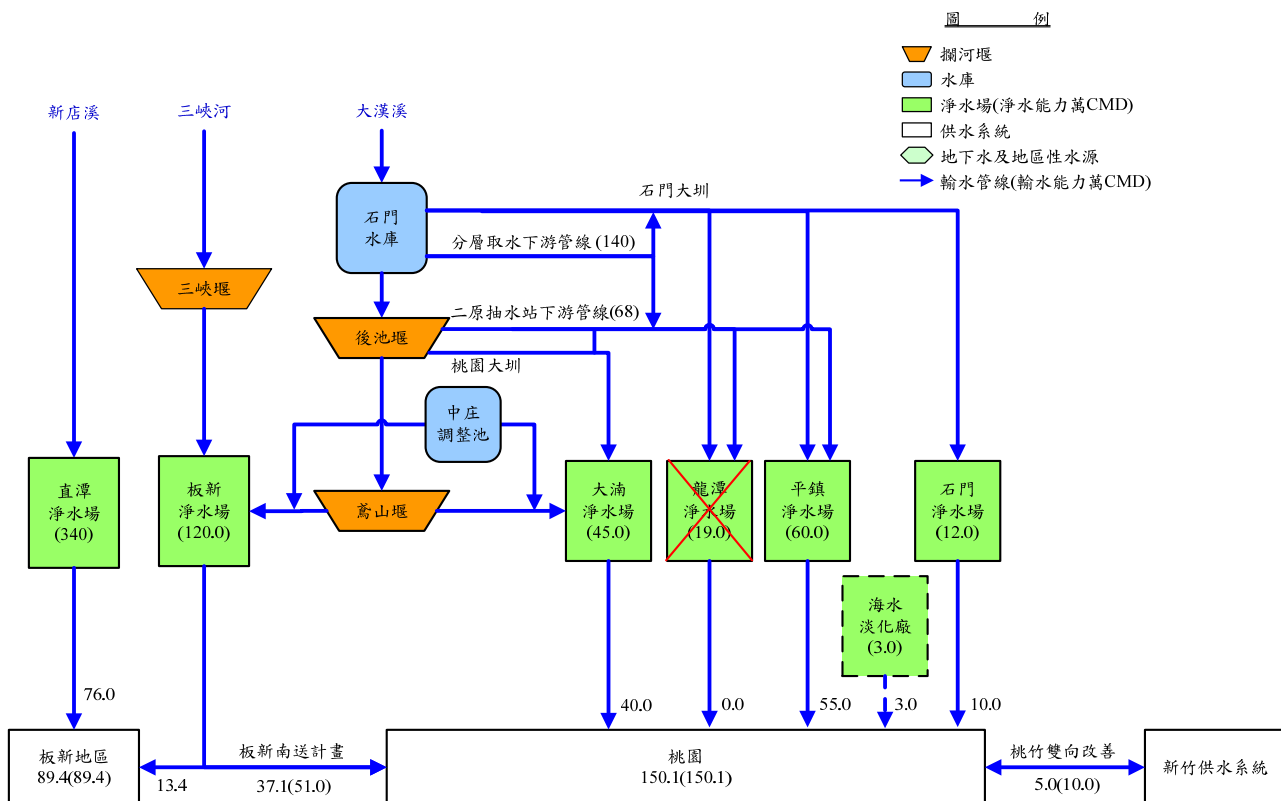 圖 例
攔河堰
水庫
淨水場(淨水能力萬CMD)
供水系統
地下水及地區性水源
輸水管線(輸水能力萬CMD)
新店溪
三峽河
大漢溪
石門
水庫
石門大圳
分層取水下游管線(140)
三峽堰
後池堰
二原抽水站下游管線(68)
桃園大圳
中庄
調整池
直潭
淨水場
(340)
板新
淨水場
(120.0)
鳶山堰
大湳
淨水場
(45.0)
龍潭
淨水場
(19.0)
平鎮
淨水場
(60.0)
石門
淨水場
(12.0)
海水
淡化廠
(3.0)
76.0
40.0
0.0
55.0
3.0
10.0
板新地區
89.4(89.4)
13.4
板新南送計畫
37.1(51.0)
桃園
150.1(150.1)
桃竹雙向改善
5.0(10.0)
新竹供水系統